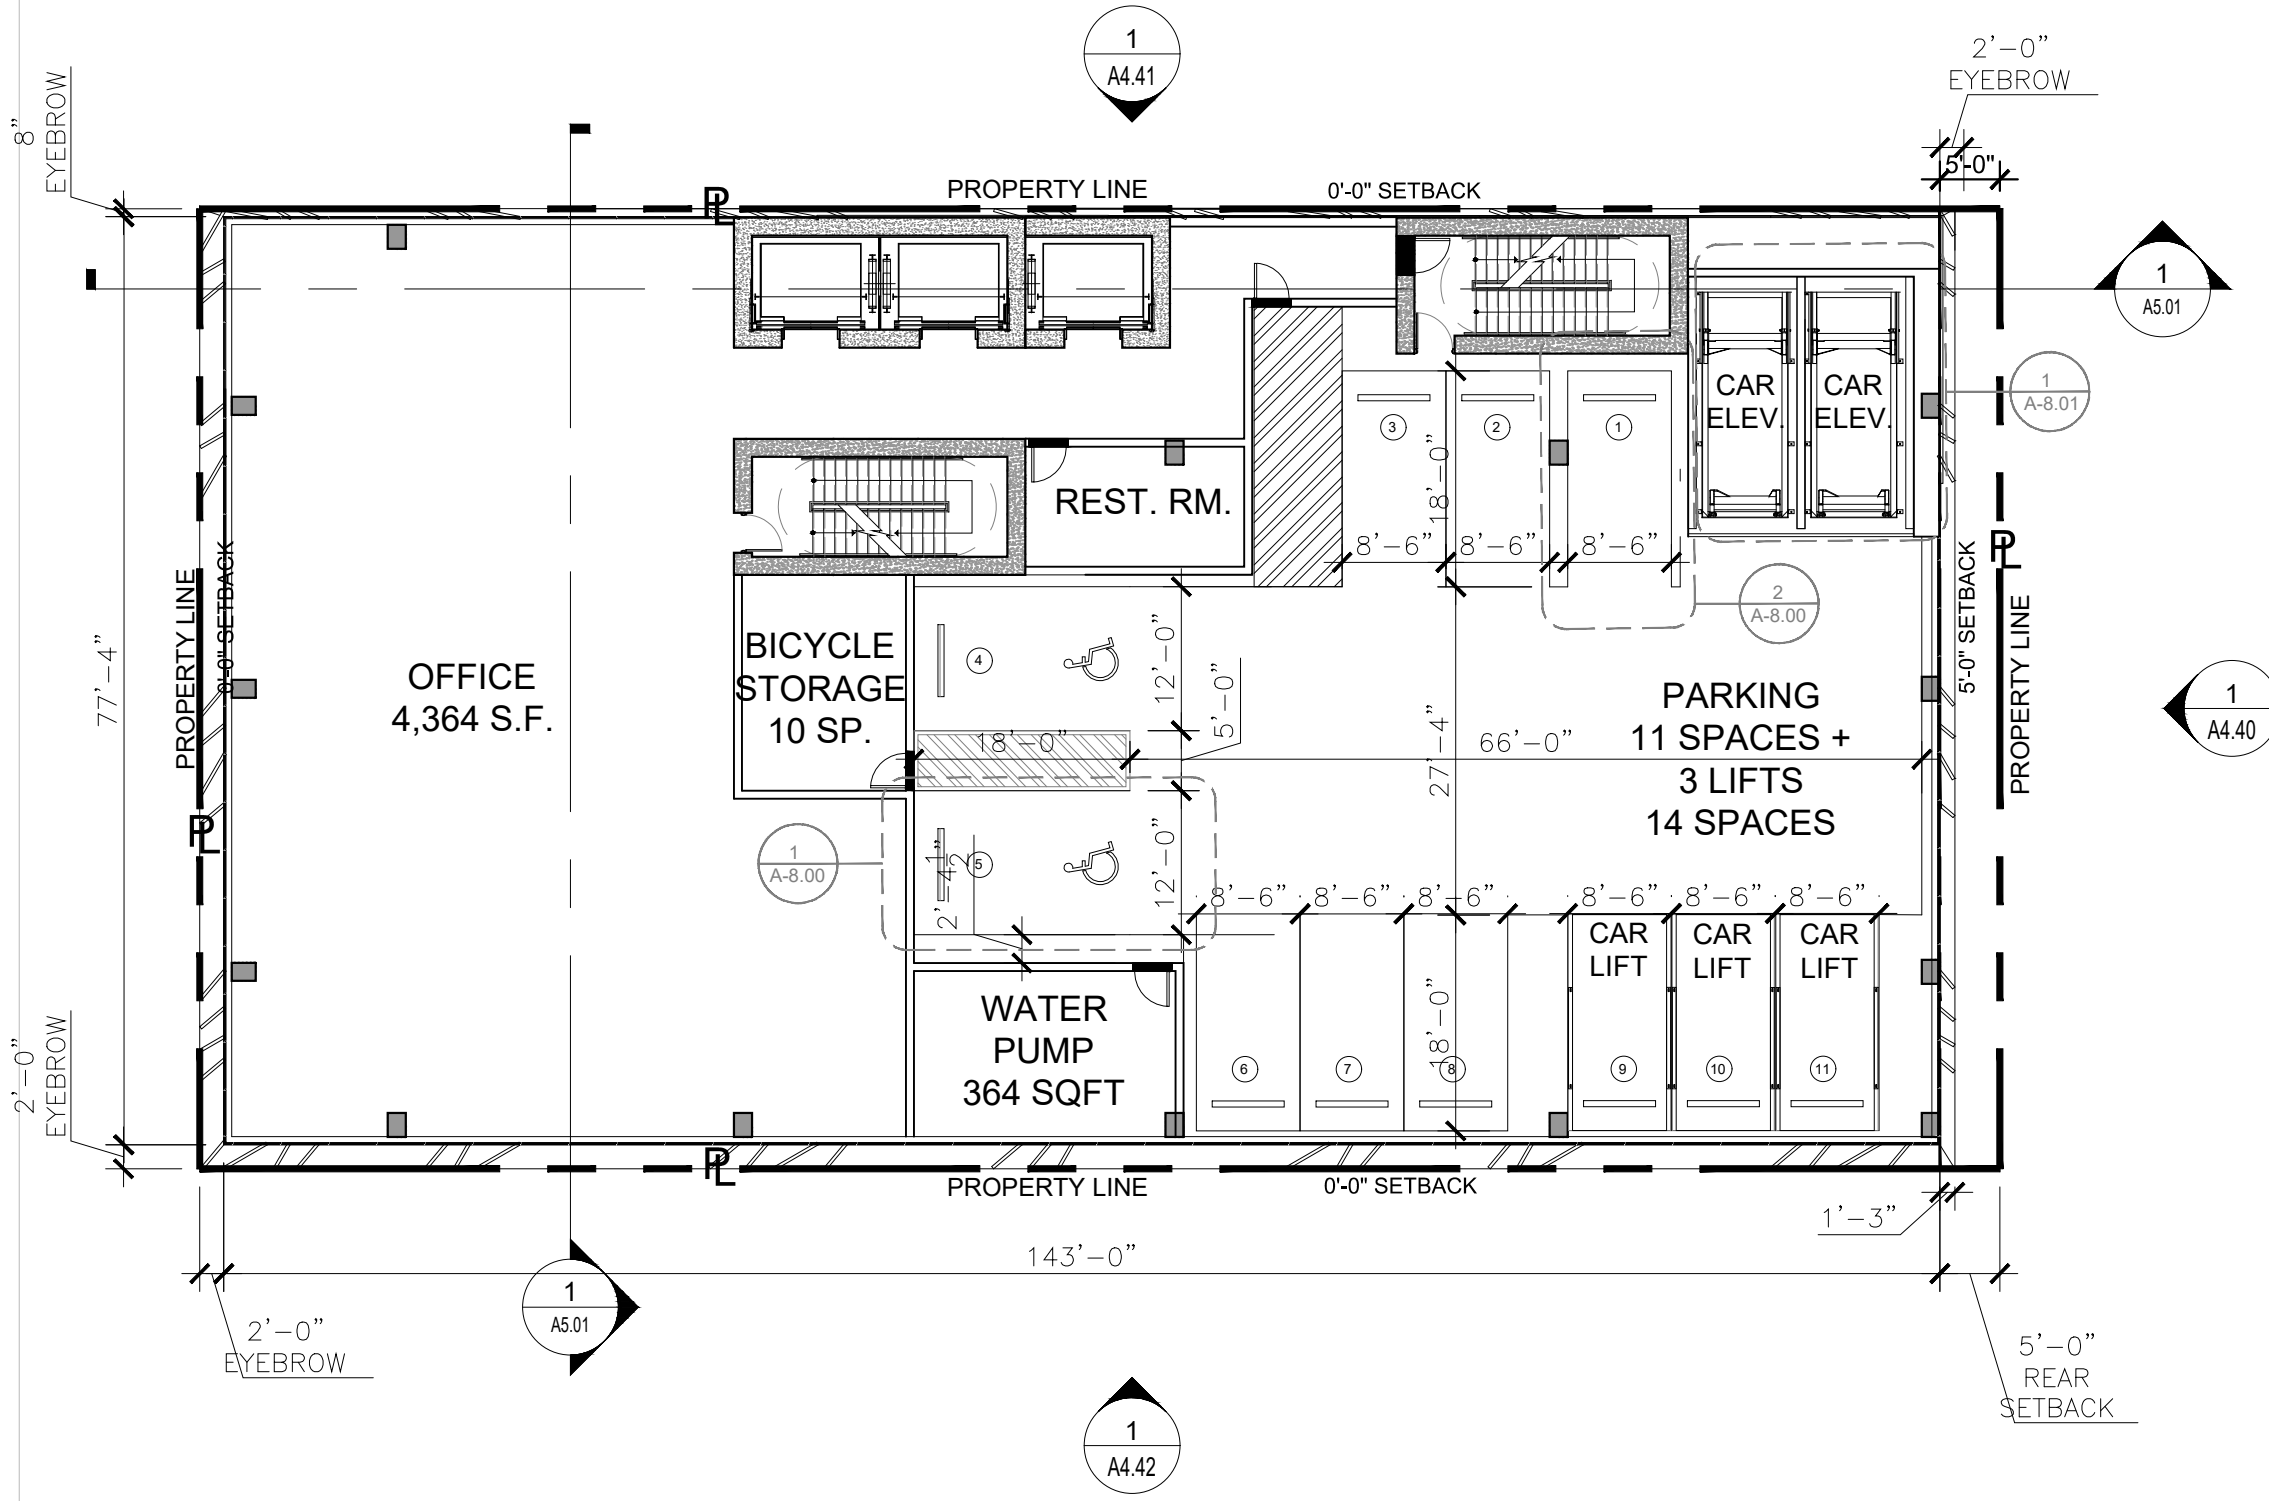 1
A4.41
2'-0"
EYEBROW
8"
EYEBROW
5'-0"
PROPERTY LINE
0'-0" SETBACK
PL
1
A5.01
CAR
ELEV.
CAR
ELEV.
1
A-8.01
3
2
1
18'-0"
REST. RM.
8'-6"
8'-6"
8'-6"
PL
2
A-8.00
5'-0" SETBACK
PROPERTY LINE
PROPERTY LINE
0'-0" SETBACK
77'-4"
OFFICE
4,364 S.F.
BICYCLE
STORAGE
10 SP.
4
12'-0"
5'-0"
18'-0"
27'-4"
66'-0"
PARKING
11 SPACES +
3 LIFTS
14 SPACES
1
A4.40
PL
1
A-8.00
5
2'-4 1/2"
12'-0"
8'-6"
8'-6"
8'-6"
8'-6"
8'-6"
8'-6"
CAR
LIFT
CAR
LIFT
CAR
LIFT
WATER
PUMP
364 SQFT
18'-0"
6
7
8
9
10
11
2'-0"
EYEBROW
PL
PROPERTY LINE
0'-0" SETBACK
1'-3"
143'-0"
1
A5.01
2'-0"
EYEBROW
5'-0"
REAR
SETBACK
1
A4.42